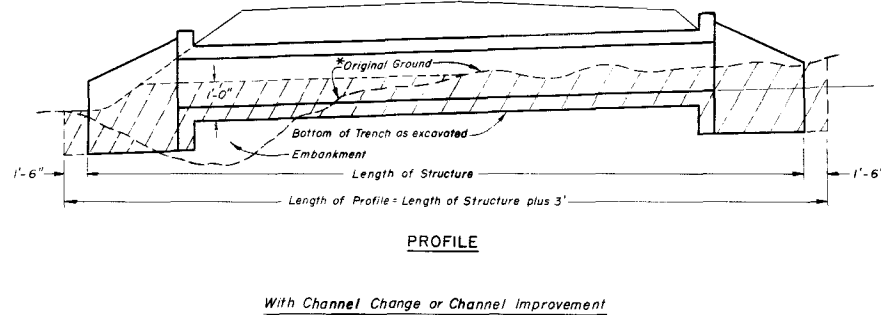 *Original Ground
1'-0"
Bottom of Trench as excavated
Embankment
1'-6"
Length of Structure
1'-6"
Length of Profile = Length of Structure plus 3'
PROFILE
With Channel Change or Channel Improvement